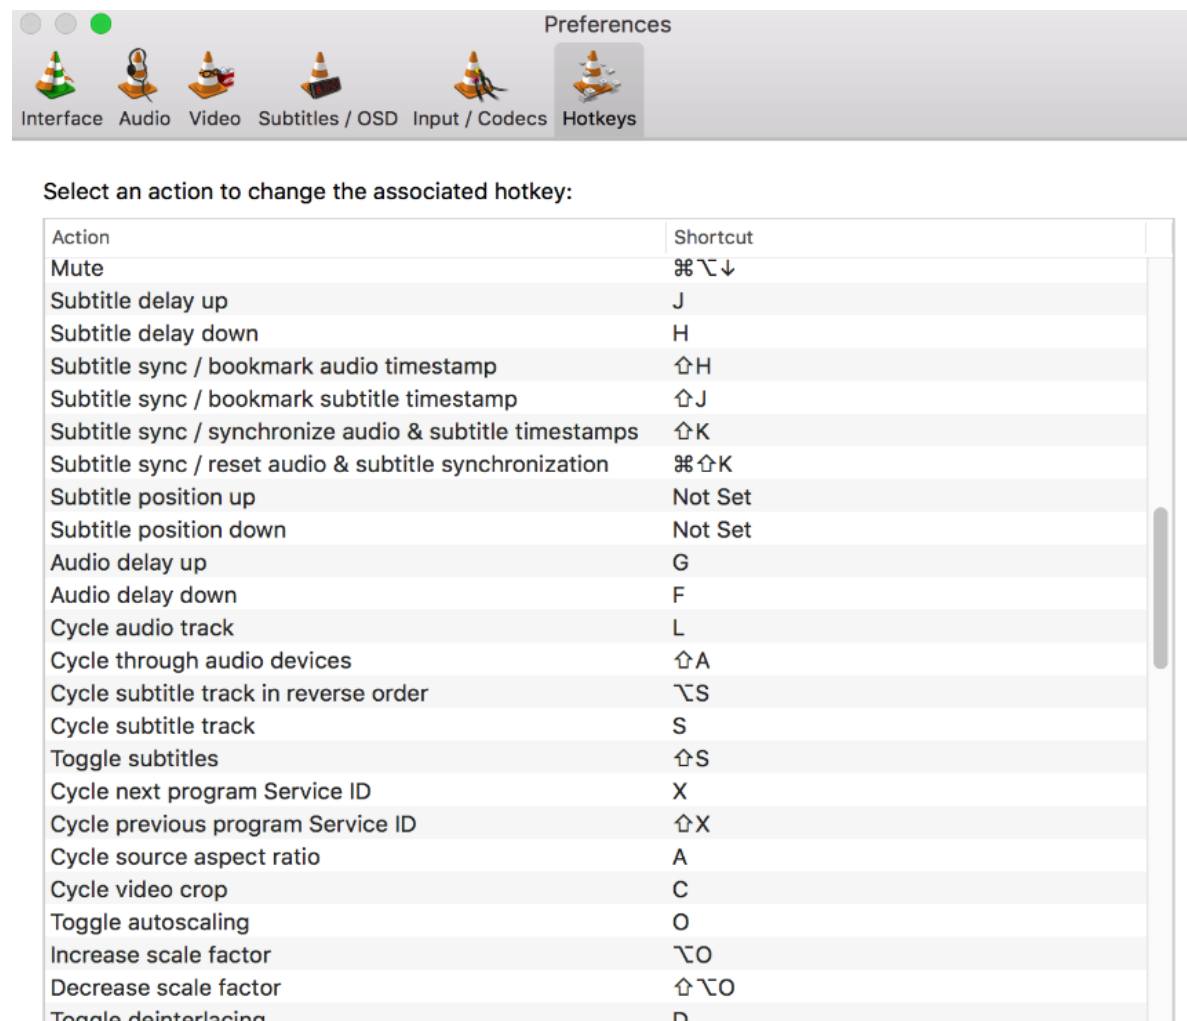 Preferences
Interface Audio Video Subtitles / OSD Input / Codecs Hotkeys
Select an action to change the associated hotkey:
Action Shortcut
Mute ⌘⌥↓
Subtitle delay up J
Subtitle delay down H
Subtitle sync / bookmark audio timestamp ⇧H
Subtitle sync / bookmark subtitle timestamp ⇧J
Subtitle sync / synchronize audio & subtitle timestamps ⇧K
Subtitle sync / reset audio & subtitle synchronization ⌘⇧K
Subtitle position up Not Set
Subtitle position down Not Set
Audio delay up G
Audio delay down F
Cycle audio track L
Cycle through audio devices ⇧A
Cycle subtitle track in reverse order ⌥S
Cycle subtitle track S
Toggle subtitles ⇧S
Cycle next program Service ID X
Cycle previous program Service ID ⇧X
Cycle source aspect ratio A
Cycle video crop C
Toggle autoscaling O
Increase scale factor ⌥O
Decrease scale factor ⇧⌥O
Toggle deinterlacing D